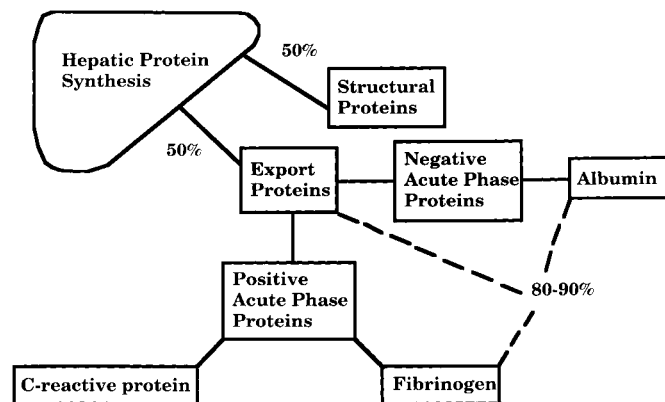 Hepatic Protein
Synthesis
50%
Structural
Proteins
50%
Export
Proteins
Negative
Acute Phase
Proteins
Albumin
80-90%
Positive
Acute Phase
Proteins
C-reactive protein
Fibrinogen